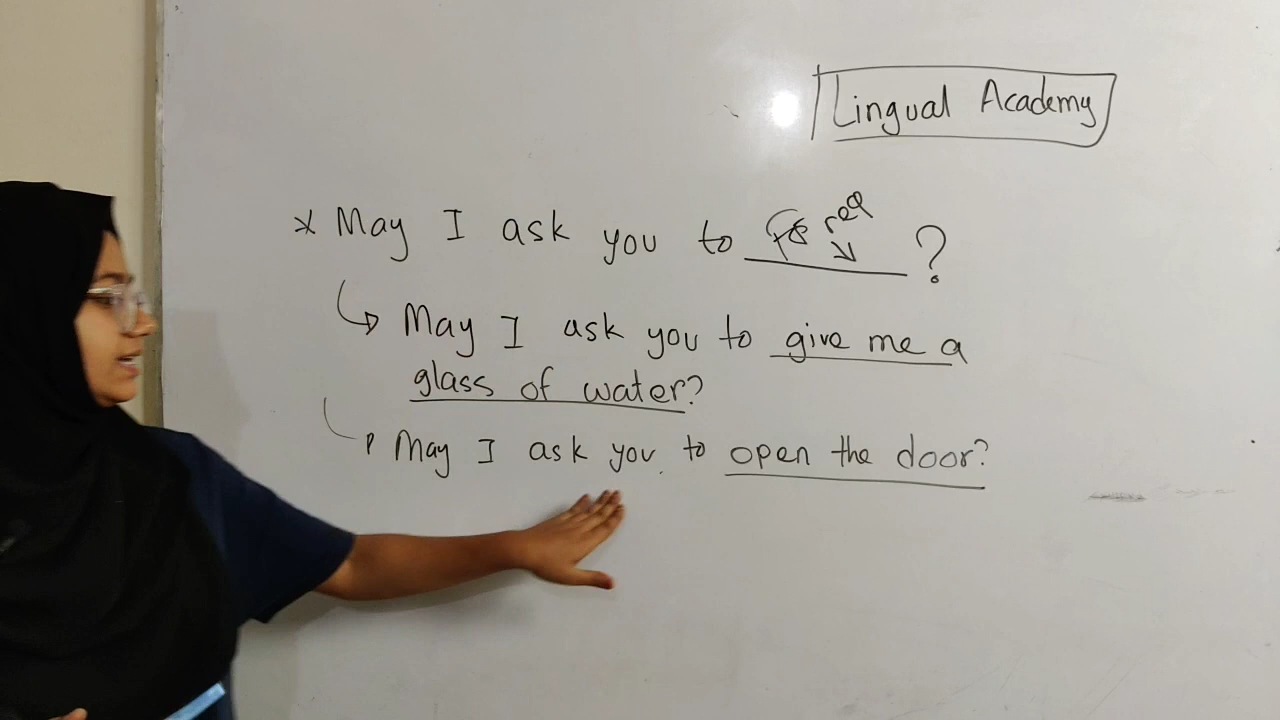 Lingual Academy
* May I ask you to req ?
↳ May I ask you to give me a
glass of water?
May I ask you to open the door?